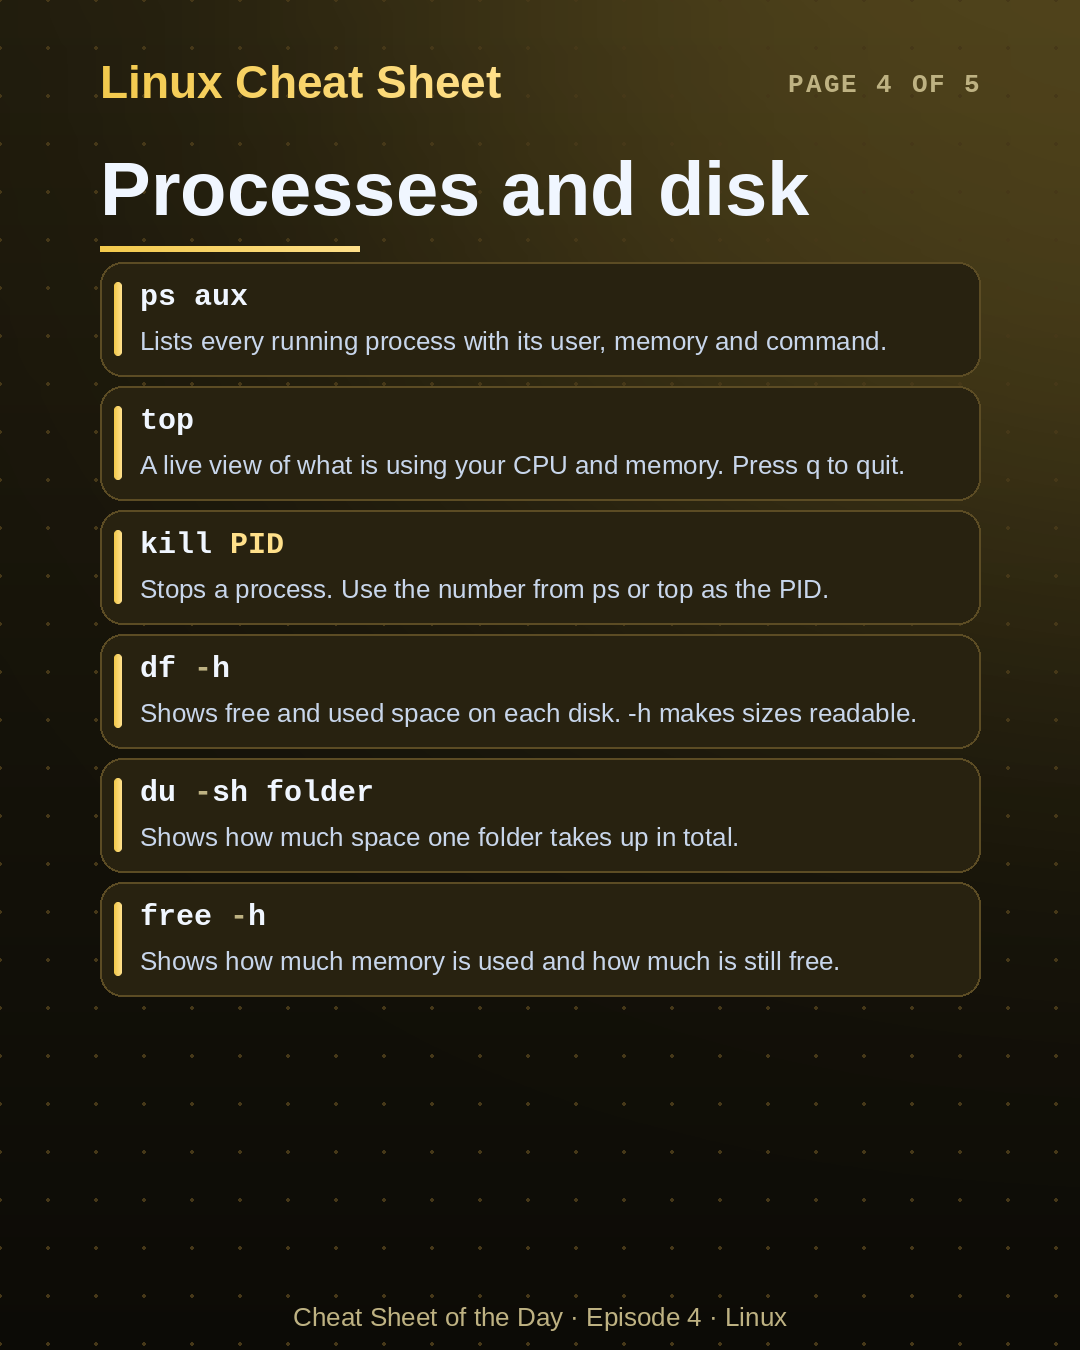 Linux Cheat Sheet
PAGE 4 OF 5
Processes and disk
ps aux
Lists every running process with its user, memory and command.
top
A live view of what is using your CPU and memory. Press q to quit.
kill PID
Stops a process. Use the number from ps or top as the PID.
df -h
Shows free and used space on each disk. -h makes sizes readable.
du -sh folder
Shows how much space one folder takes up in total.
free -h
Shows how much memory is used and how much is still free.
Cheat Sheet of the Day · Episode 4 · Linux